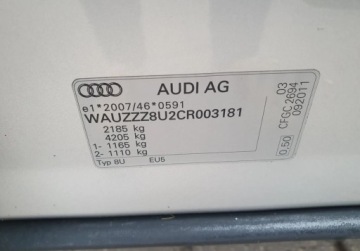 AUDI AG
e1*2007/46*0591
WAUZZZ8U2CR003181
2185 kg
4205 kg
1- 1165 kg
2- 1110 kg
Typ 8U EU5
03
CFGC 2694
092011
0.50